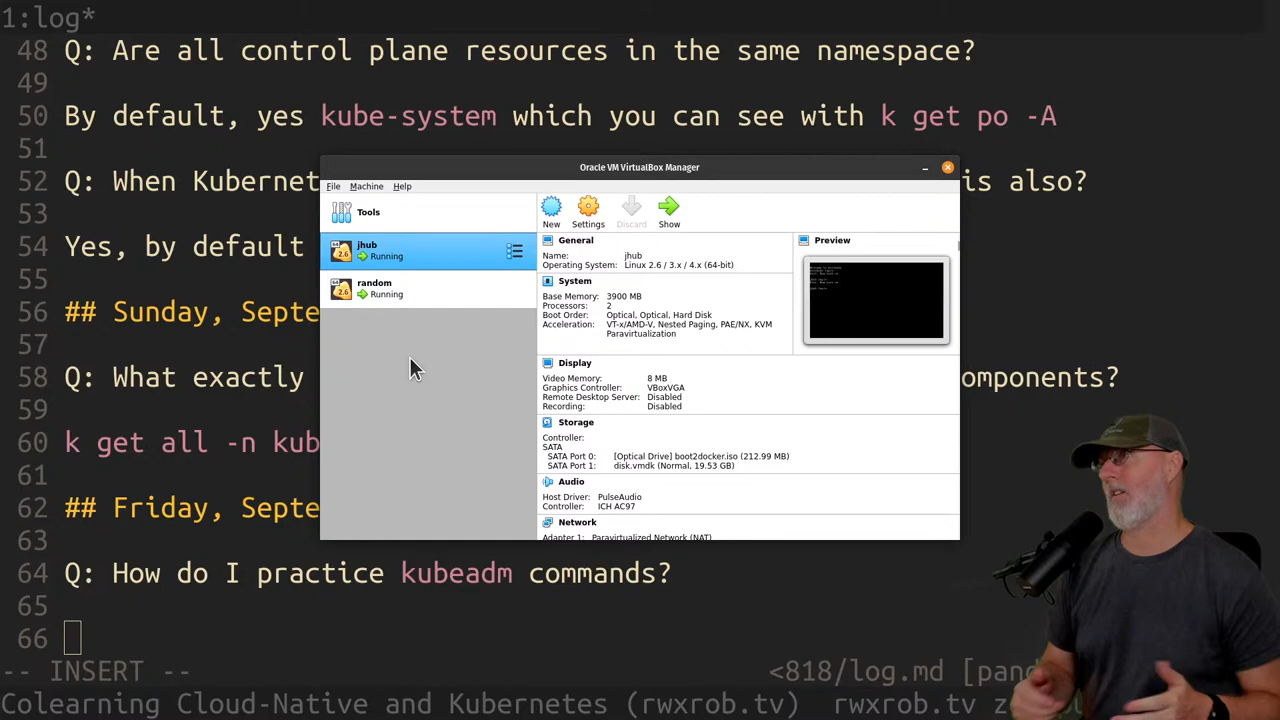 1:log*
48 Q: Are all control plane resources in the same namespace?
49
50 By default, yes kube-system which you can see with k get po -A
51
52 Q: When Kubernet
is also?
53
54 Yes, by default
55
56 ## Sunday, Septe
57
58 Q: What exactly
omponents?
59
60 k get all -n kub
61
62 ## Friday, Septe
63
64 Q: How do I practice kubeadm commands?
65
66
-- INSERT --
<818/log.md [pand
Colearning Cloud-Native and Kubernetes (rwxrob.tv) rwxrob.tv z
Oracle VM VirtualBox Manager
File Machine Help
Tools
jhub
Running
random
Running
New Settings Discard Show
General
Name: jhub
Operating System: Linux 2.6 / 3.x / 4.x (64-bit)
Preview
System
Base Memory: 3900 MB
Processors: 2
Boot Order: Optical, Optical, Hard Disk
Acceleration: VT-x/AMD-V, Nested Paging, PAE/NX, KVM
Paravirtualization
Display
Video Memory: 8 MB
Graphics Controller: VBoxVGA
Remote Desktop Server: Disabled
Recording: Disabled
Storage
Controller:
SATA
SATA Port 0: [Optical Drive] boot2docker.iso (212.99 MB)
SATA Port 1: disk.vmdk (Normal, 19.53 GB)
Audio
Host Driver: PulseAudio
Controller: ICH AC97
Network
Adapter 1: Paravirtualized Network (NAT)